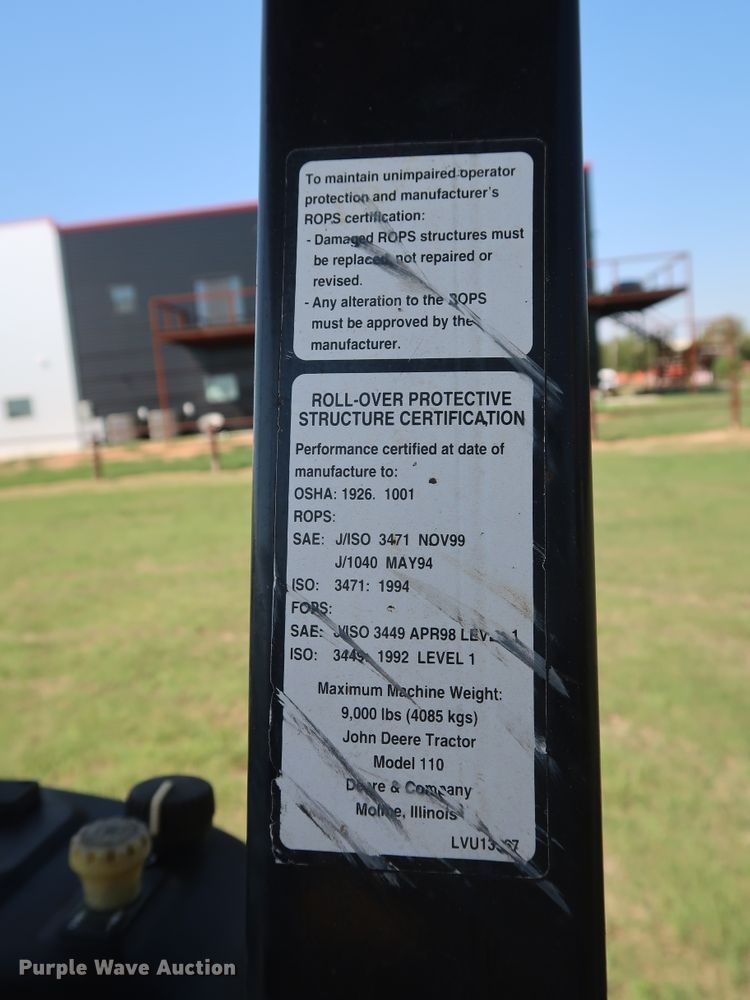 To maintain unimpaired operator
protection and manufacturer's
ROPS certification:
- Damaged ROPS structures must
be replaced not repaired or
revised.
- Any alteration to the ROPS
must be approved by the
manufacturer.
ROLL-OVER PROTECTIVE
STRUCTURE CERTIFICATION
Performance certified at date of
manufacture to:
OSHA: 1926. 1001
ROPS:
SAE: J/ISO 3471 NOV99
J/1040 MAY94
ISO: 3471: 1994
FOPS:
SAE: J/ISO 3449 APR98 LEVEL 1
ISO: 3449: 1992 LEVEL 1
Maximum Machine Weight:
9,000 lbs (4085 kgs)
John Deere Tractor
Model 110
Deere & Company
Moline, Illinois
Purple Wave Auction